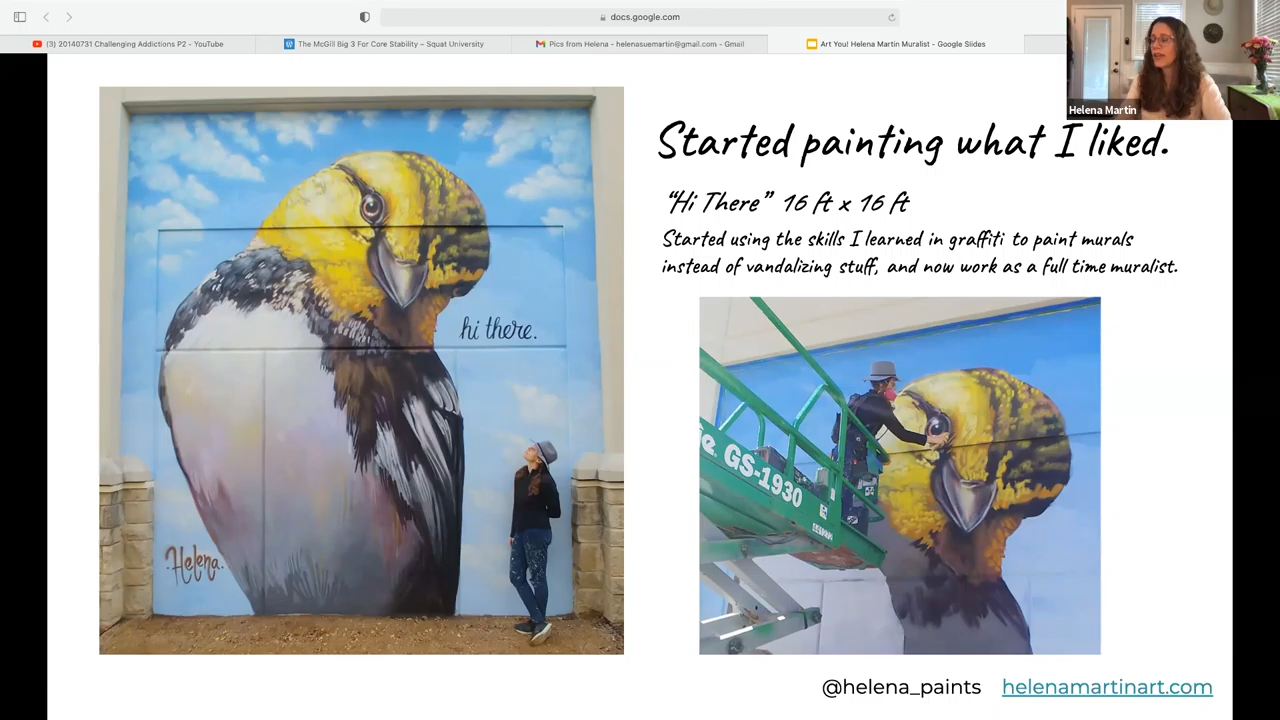 docs.google.com
(3) 20140731 Challenging Addictions P2 - YouTube
The McGill Big 3 For Core Stability – Squat University
Pics from Helena - helenasuemartin@gmail.com - Gmail
Art You! Helena Martin Muralist - Google Slides
Helena Martin
Started painting what I liked.
“Hi There” 16 ft x 16 ft
Started using the skills I learned in graffiti to paint murals
instead of vandalizing stuff, and now work as a full time muralist.
hi there.
Helena.
GS-1930
@helena_paints helenamartinart.com